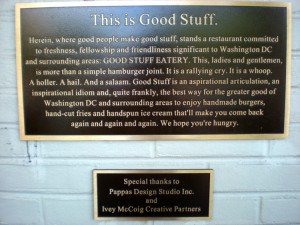 This is Good Stuff.
Herein, where good people make good stuff, stands a restaurant committed
to freshness, fellowship and friendliness significant to Washington DC
and surrounding areas: GOOD STUFF EATERY. This, ladies and gentlemen,
is more than a simple hamburger joint. It is a rallying cry. It is a whoop.
A holler. A hail. And a salaam. Good Stuff is an aspirational articulation, an
inspirational idiom and, quite frankly, the best way for the greater good of
Washington DC and surrounding areas to enjoy handmade burgers,
hand-cut fries and handspun ice cream that'll make you come back
again and again and again. We hope you're hungry.
Special thanks to
Pappas Design Studio Inc.
and
Ivey McCoig Creative Partners